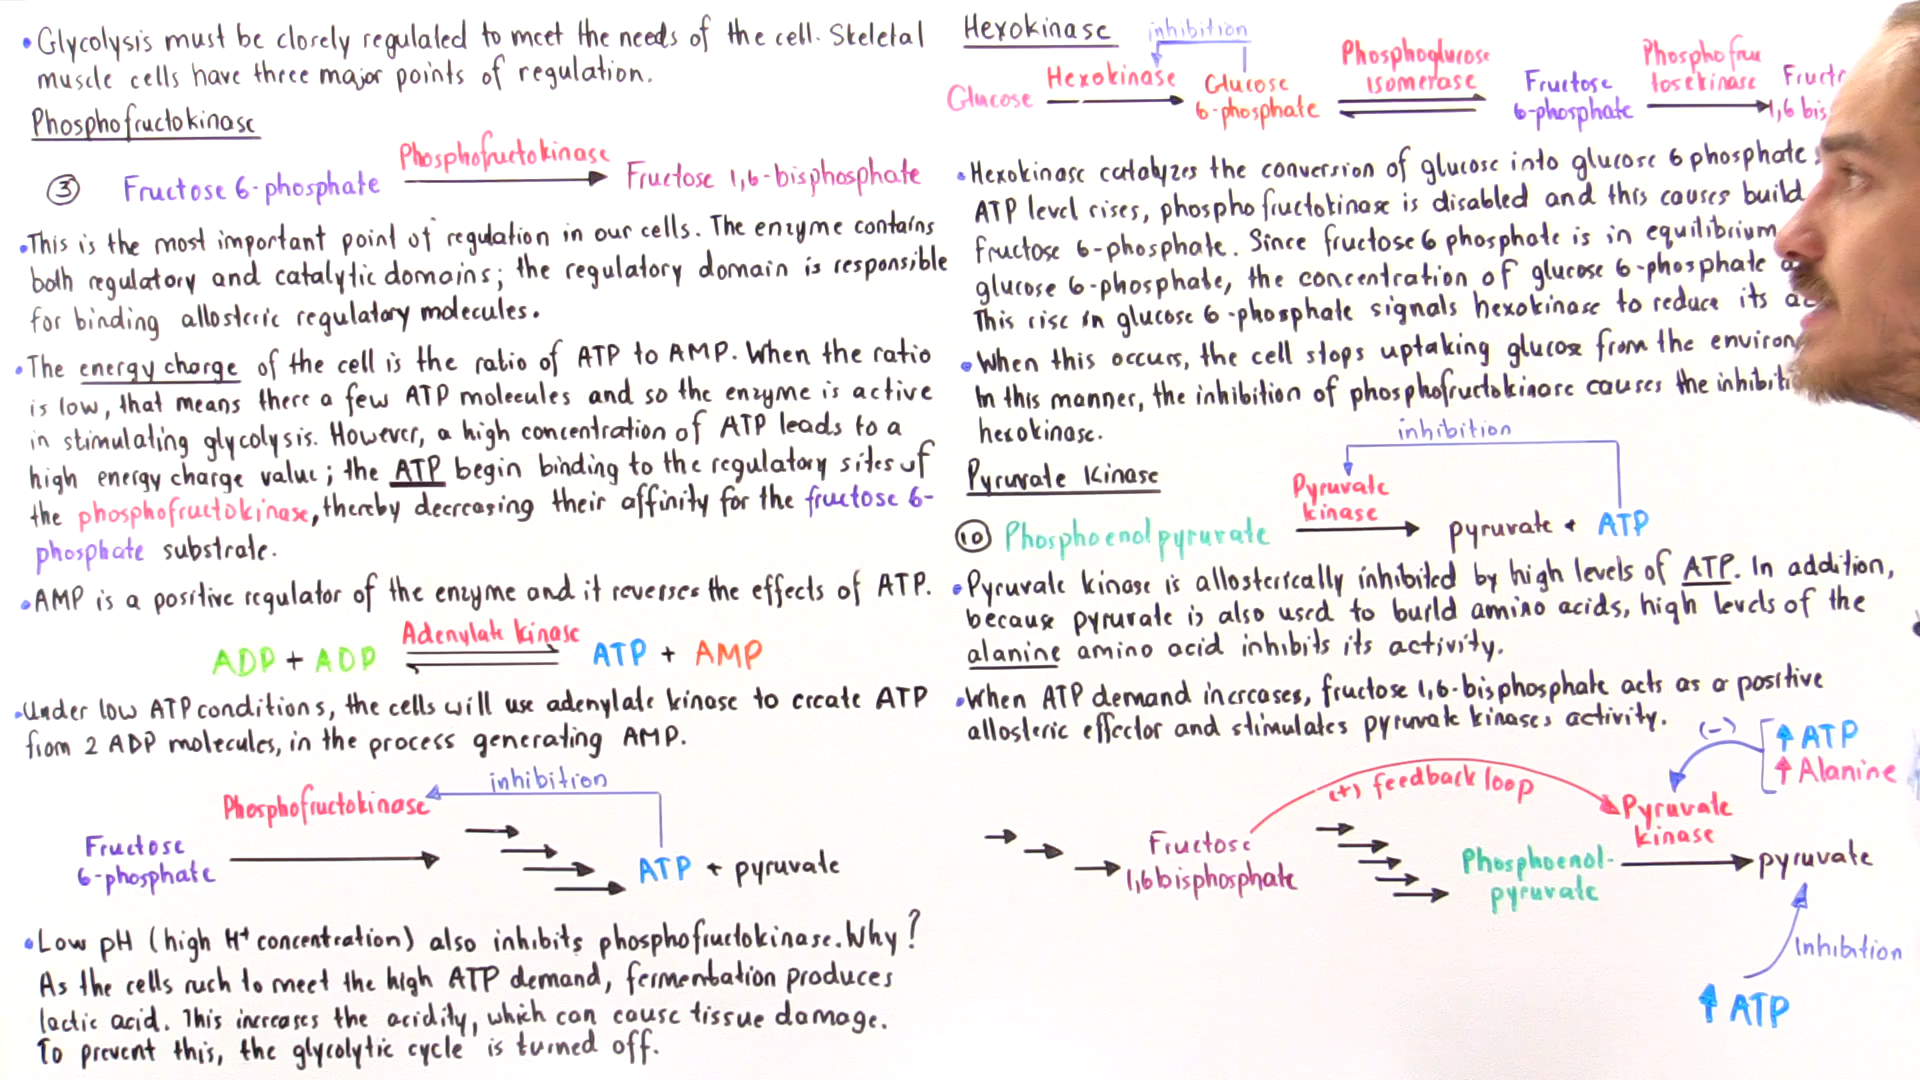 •Glycolysis must be closely regulated to meet the needs of the cell. Skeletal
muscle cells have three major points of regulation.
Phosphofructokinase
Phosphofructokinase
③ Fructose 6-phosphate Fructose 1,6-bisphosphate
•This is the most important point of regulation in our cells. The enzyme contains
both regulatory and catalytic domains; the regulatory domain is responsible
for binding allosteric regulatory molecules.
•The energy charge of the cell is the ratio of ATP to AMP. When the ratio
is low, that means there a few ATP molecules and so the enzyme is active
in stimulating glycolysis. However, a high concentration of ATP leads to a
high energy charge value; the ATP begin binding to the regulatory sites of
the phosphofructokinase, thereby decreasing their affinity for the fructose 6-
phosphate substrate.
•AMP is a positive regulator of the enzyme and it reverses the effects of ATP.
Adenylate kinase
ADP + ADP ATP + AMP
•Under low ATP conditions, the cells will use adenylate kinase to create ATP
from 2 ADP molecules, in the process generating AMP.
inhibition
Phosphofructokinase
Fructose
6-phosphate
ATP + pyruvate
•Low pH (high H+ concentration) also inhibits phosphofructokinase. Why?
As the cells rush to meet the high ATP demand, fermentation produces
lactic acid. This increases the acidity, which can cause tissue damage.
To prevent this, the glycolytic cycle is turned off.
Hexokinase
inhibition
Glucose
Hexokinase
Glucose
6-phosphate
Phosphoglucose
isomerase
Fructose
6-phosphate
Phosphofru
tosekinase
1,6 bis
•Hexokinase catalyzes the conversion of glucose into glucose 6 phosphate
ATP level rises, phosphofructokinase is disabled and this causes build
fructose 6-phosphate. Since fructose 6 phosphate is in equilibrium
glucose 6-phosphate, the concentration of glucose 6-phosphate
This rise in glucose 6-phosphate signals hexokinase to reduce its
•When this occurs, the cell stops uptaking glucose from the environ
In this manner, the inhibition of phosphofructokinase causes the inhibiti
hexokinase.
inhibition
Pyruvate Kinase
Pyruvate
kinase
⑩ Phosphoenolpyruvate pyruvate + ATP
•Pyruvate kinase is allosterically inhibited by high levels of ATP. In addition,
because pyruvate is also used to build amino acids, high levels of the
alanine amino acid inhibits its activity.
•When ATP demand increases, fructose 1,6-bisphosphate acts as a positive
allosteric effector and stimulates pyruvate kinases activity.
(-)
↑ ATP
↑ Alanine
(+) feedback loop
Pyruvate
kinase
Fructose
1,6 bisphosphate
Phosphoenol-
pyruvate
pyruvate
Inhibition
↑ ATP